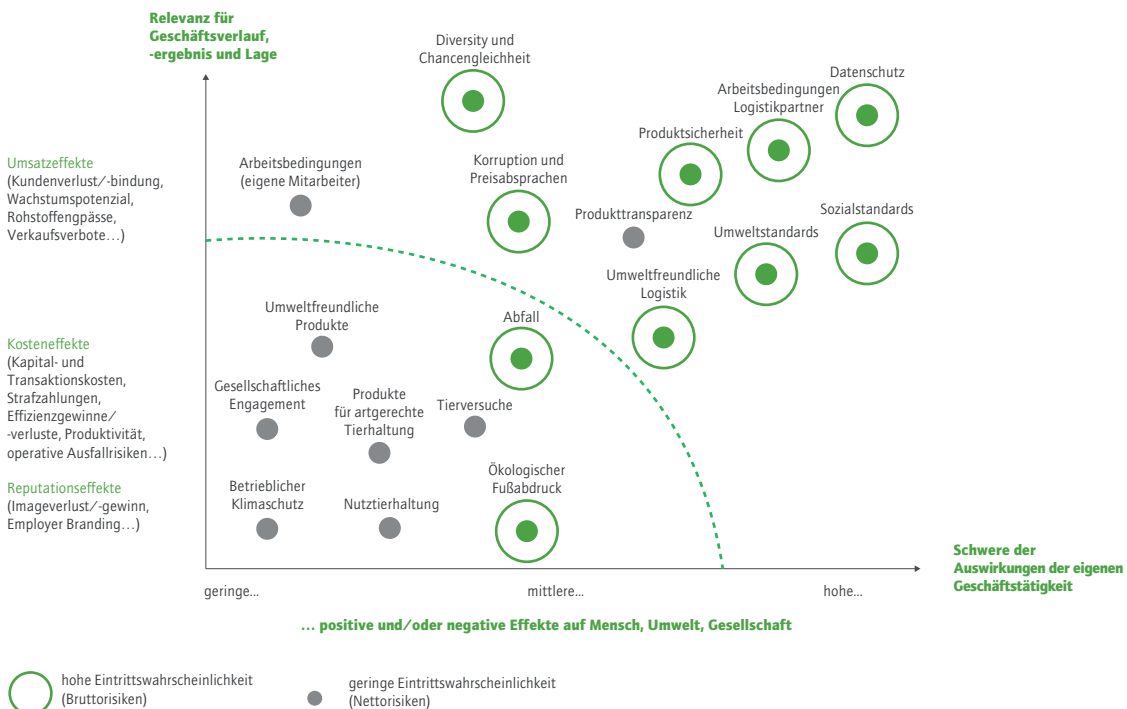 Relevanz für
Geschäftsverlauf,
-ergebnis und Lage
Umsatzeffekte
(Kundenverlust/-bindung,
Wachstumspotenzial,
Rohstoffengpässe,
Verkaufsverbote…)
Kosteneffekte
(Kapital- und
Transaktionskosten,
Strafzahlungen,
Effizienzgewinne/
-verluste, Produktivität,
operative Ausfallrisiken…)
Reputationseffekte
(Imageverlust/-gewinn,
Employer Branding…)
Diversity und
Chancengleichheit
Datenschutz
Arbeitsbedingungen
Logistikpartner
Produktsicherheit
Arbeitsbedingungen
(eigene Mitarbeiter)
Korruption und
Preisabsprachen
Produkttransparenz
Sozialstandards
Umweltstandards
Umweltfreundliche
Logistik
Umweltfreundliche
Produkte
Abfall
Gesellschaftliches
Engagement
Produkte
für artgerechte
Tierhaltung
Tierversuche
Ökologischer
Fußabdruck
Betrieblicher
Klimaschutz
Nutztierhaltung
Schwere der
Auswirkungen der eigenen
Geschäftstätigkeit
geringe...
mittlere...
hohe...
... positive und/oder negative Effekte auf Mensch, Umwelt, Gesellschaft
hohe Eintrittswahrscheinlichkeit
(Bruttorisiken)
geringe Eintrittswahrscheinlichkeit
(Nettorisiken)